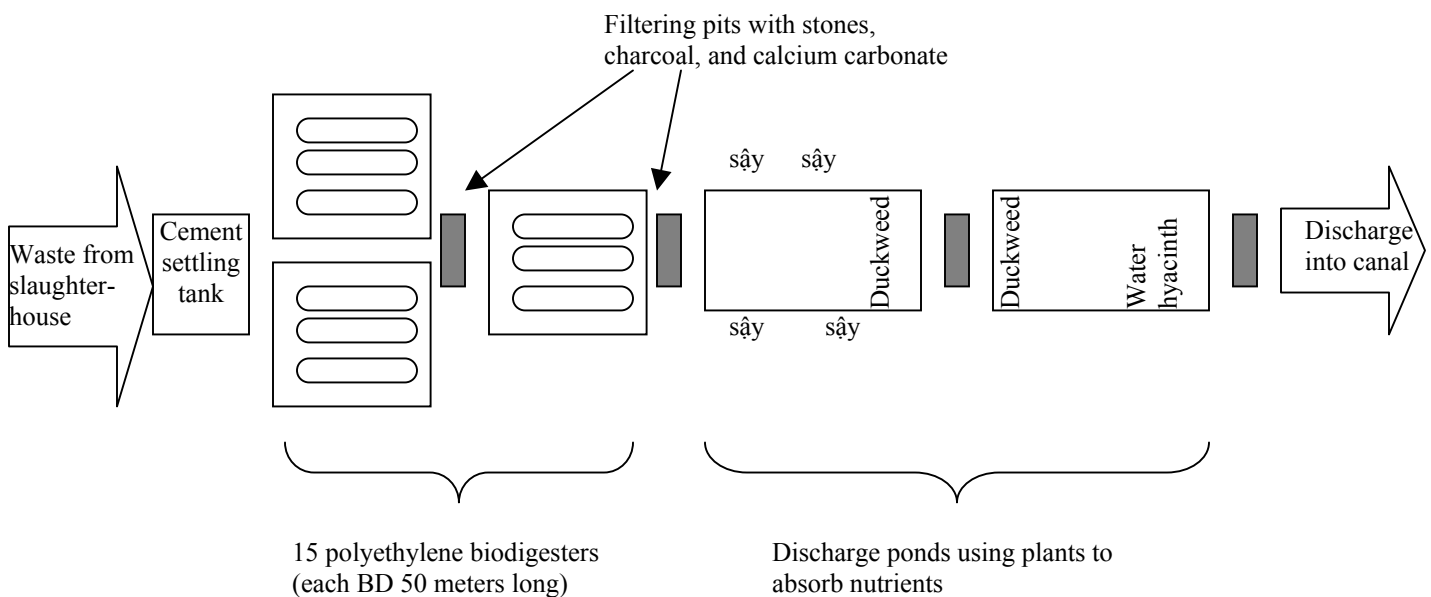 Filtering pits with stones,
charcoal, and calcium carbonate
sậy
sậy
Waste from
slaughter-
house
Cement
settling
tank
Duckweed
Duckweed
Water
hyacinth
Discharge
into canal
sậy
sậy
15 polyethylene biodigesters
(each BD 50 meters long)
Discharge ponds using plants to
absorb nutrients